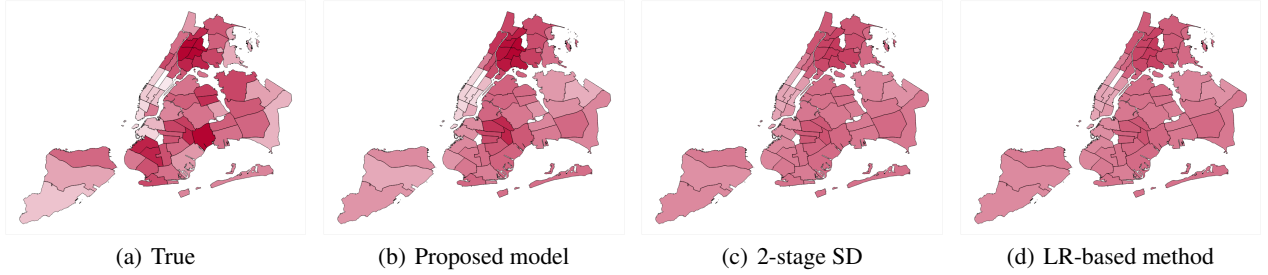 (a) True
(b) Proposed model
(c) 2-stage SD
(d) LR-based method